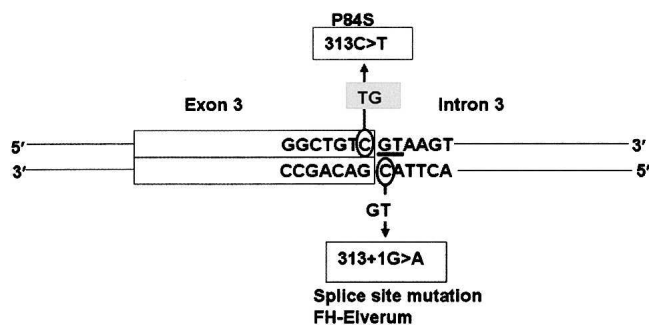 P84S
313C>T
TG
Exon 3 Intron 3
5′ GGCTGTC GTAAGT 3′
3′ CCGACAG CATTCA 5′
GT
313+1G>A
Splice site mutation
FH-Elverum